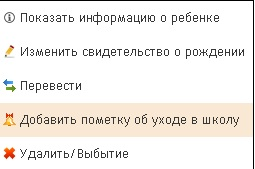 Показать информацию о ребенке
Изменить свидетельство о рождении
Перевести
Добавить пометку об уходе в школу
Удалить/Выбытие